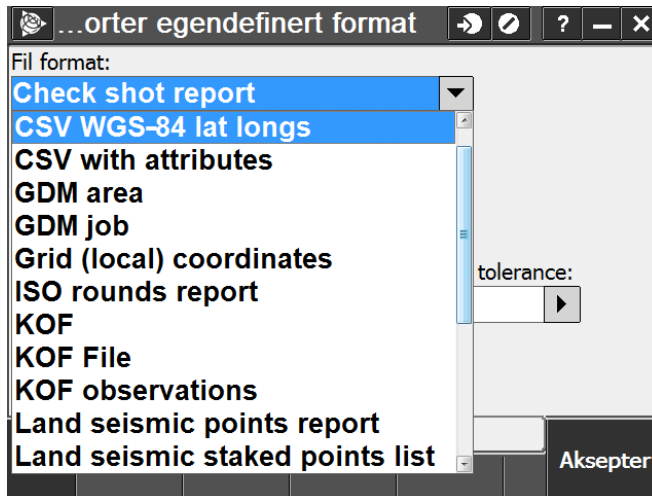 ...orter egendefinert format
?
Fil format:
Check shot report
CSV WGS-84 lat longs
CSV with attributes
GDM area
GDM job
Grid (local) coordinates
tolerance:
ISO rounds report
KOF
KOF File
KOF observations
Land seismic points report
Land seismic staked points list
Aksepter